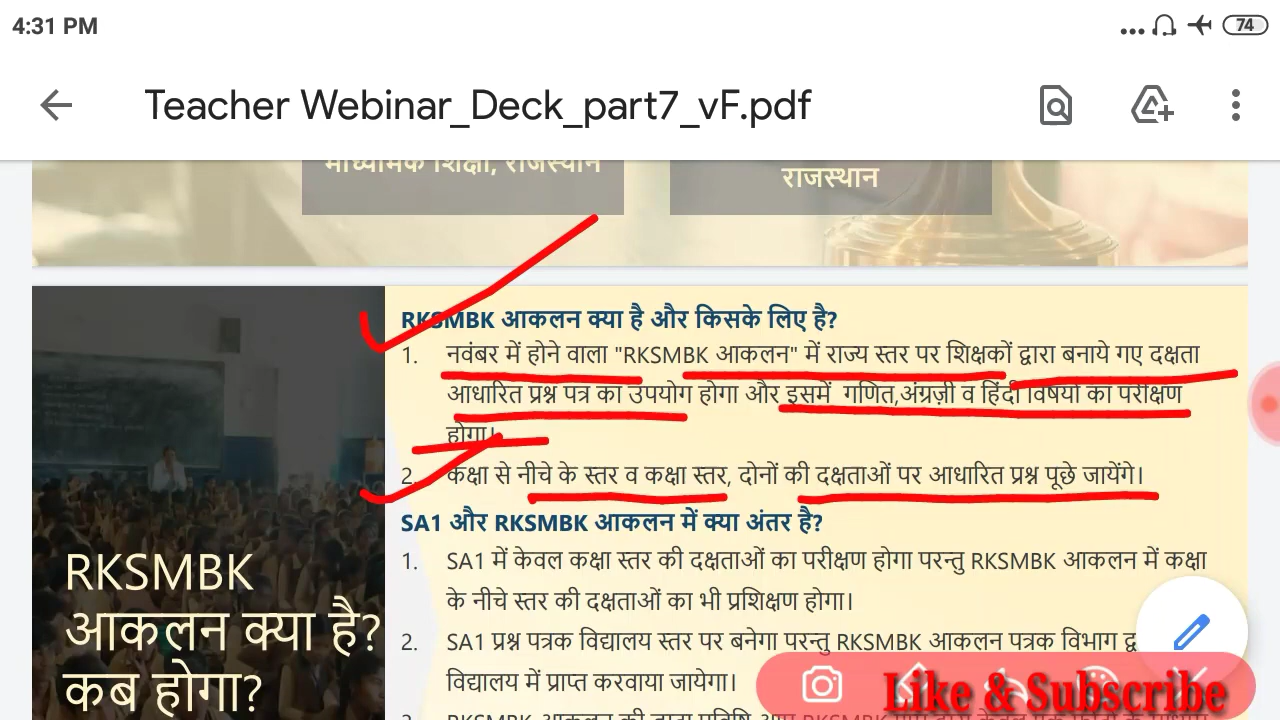 4:31 PM
74
Teacher Webinar_Deck_part7_vF.pdf
माध्यमिक शिक्षा, राजस्थान
राजस्थान
RKSMBK आकलन क्या है और किसके लिए है?
1. नवंबर में होने वाला "RKSMBK आकलन" में राज्य स्तर पर शिक्षकों द्वारा बनाये गए दक्षता
आधारित प्रश्न पत्र का उपयोग होगा और इसमें गणित,अंग्रज़ी व हिंदी विषयों का परीक्षण
होगा।
2. कक्षा से नीचे के स्तर व कक्षा स्तर, दोनों की दक्षताओं पर आधारित प्रश्न पूछे जायेंगे।
SA1 और RKSMBK आकलन में क्या अंतर है?
1. SA1 में केवल कक्षा स्तर की दक्षताओं का परीक्षण होगा परन्तु RKSMBK आकलन में कक्षा
के नीचे स्तर की दक्षताओं का भी प्रशिक्षण होगा।
2. SA1 प्रश्न पत्रक विद्यालय स्तर पर बनेगा परन्तु RKSMBK आकलन पत्रक विभाग
विद्यालय में प्राप्त करवाया जायेगा।
RKSMBK
आकलन क्या है?
कब होगा?
Like & Subscribe